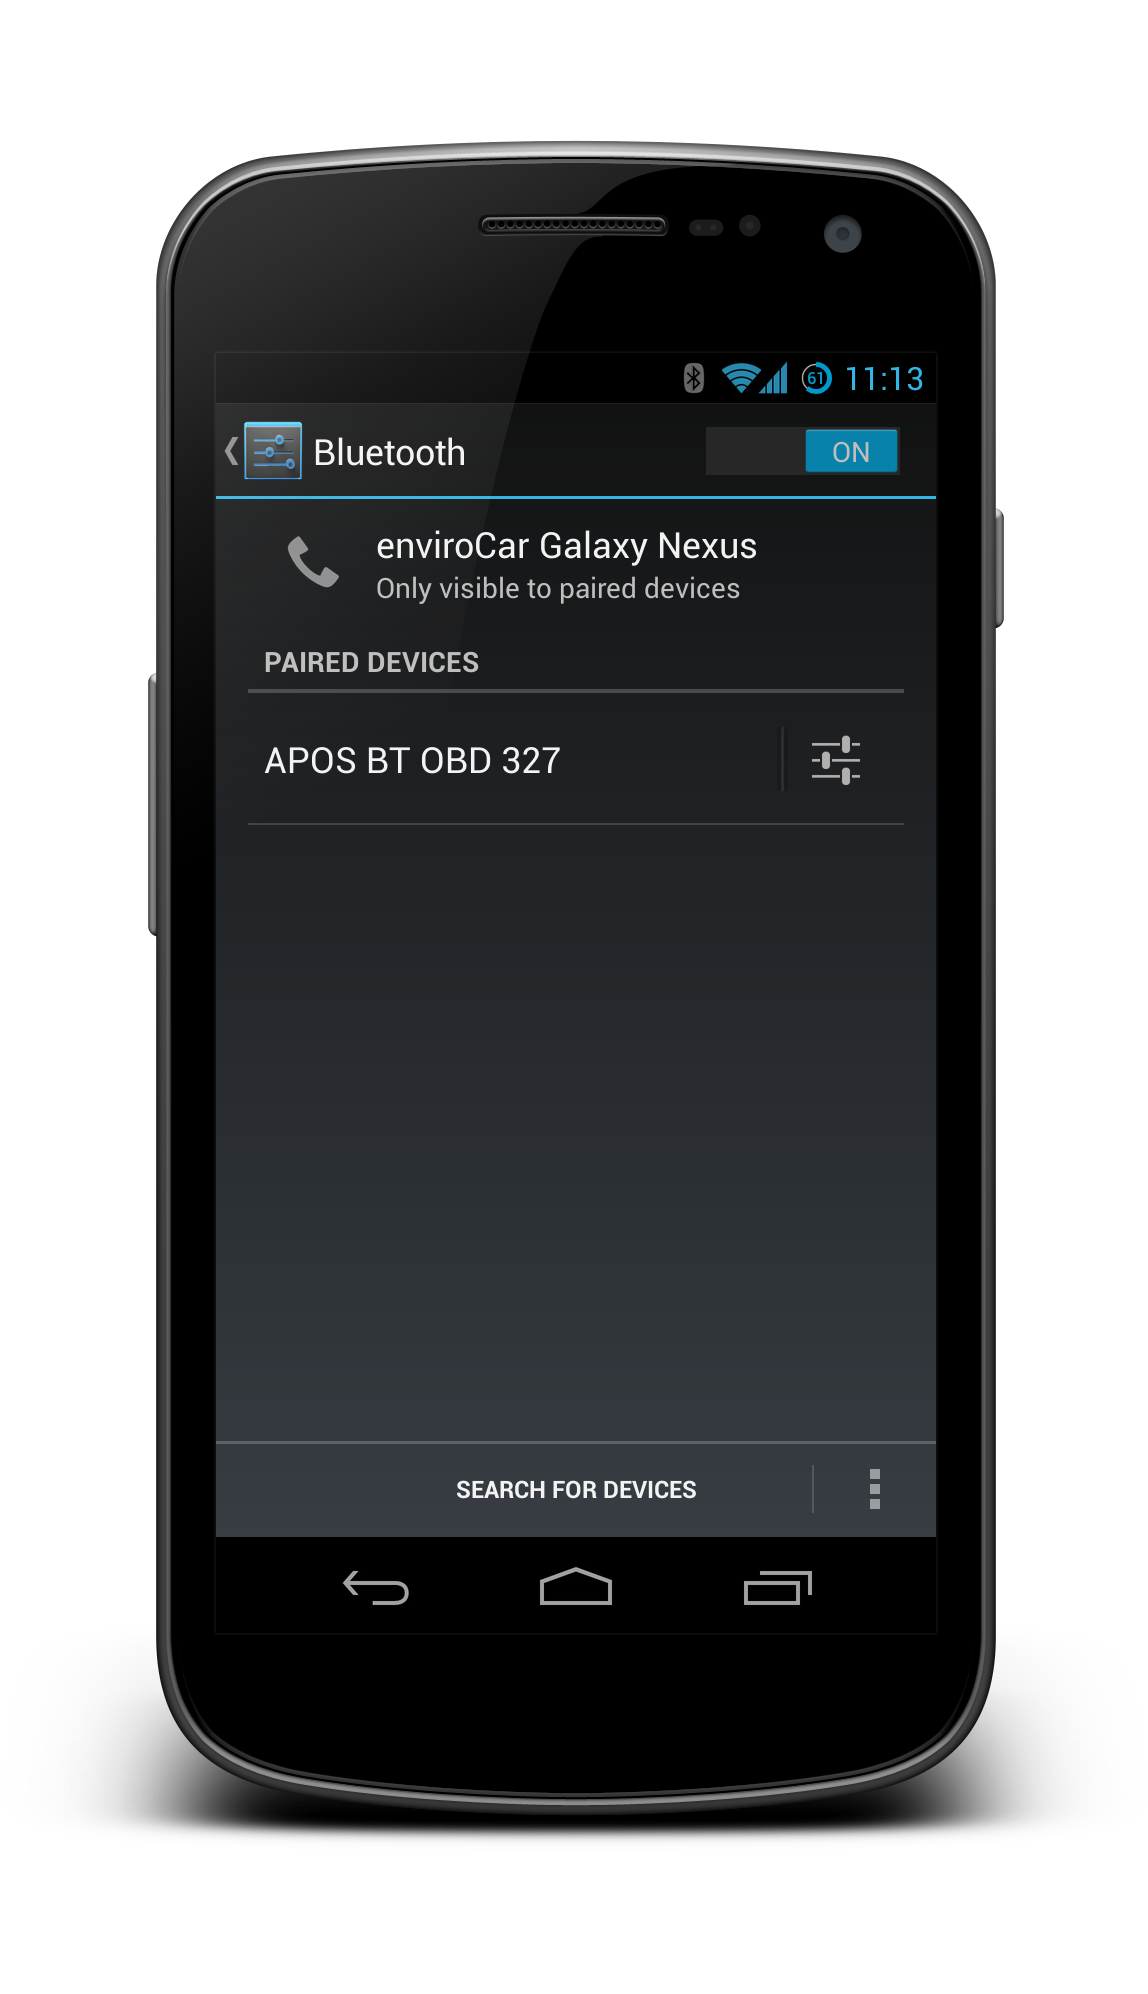 61 11:13
Bluetooth ON
enviroCar Galaxy Nexus
Only visible to paired devices
PAIRED DEVICES
APOS BT OBD 327
SEARCH FOR DEVICES